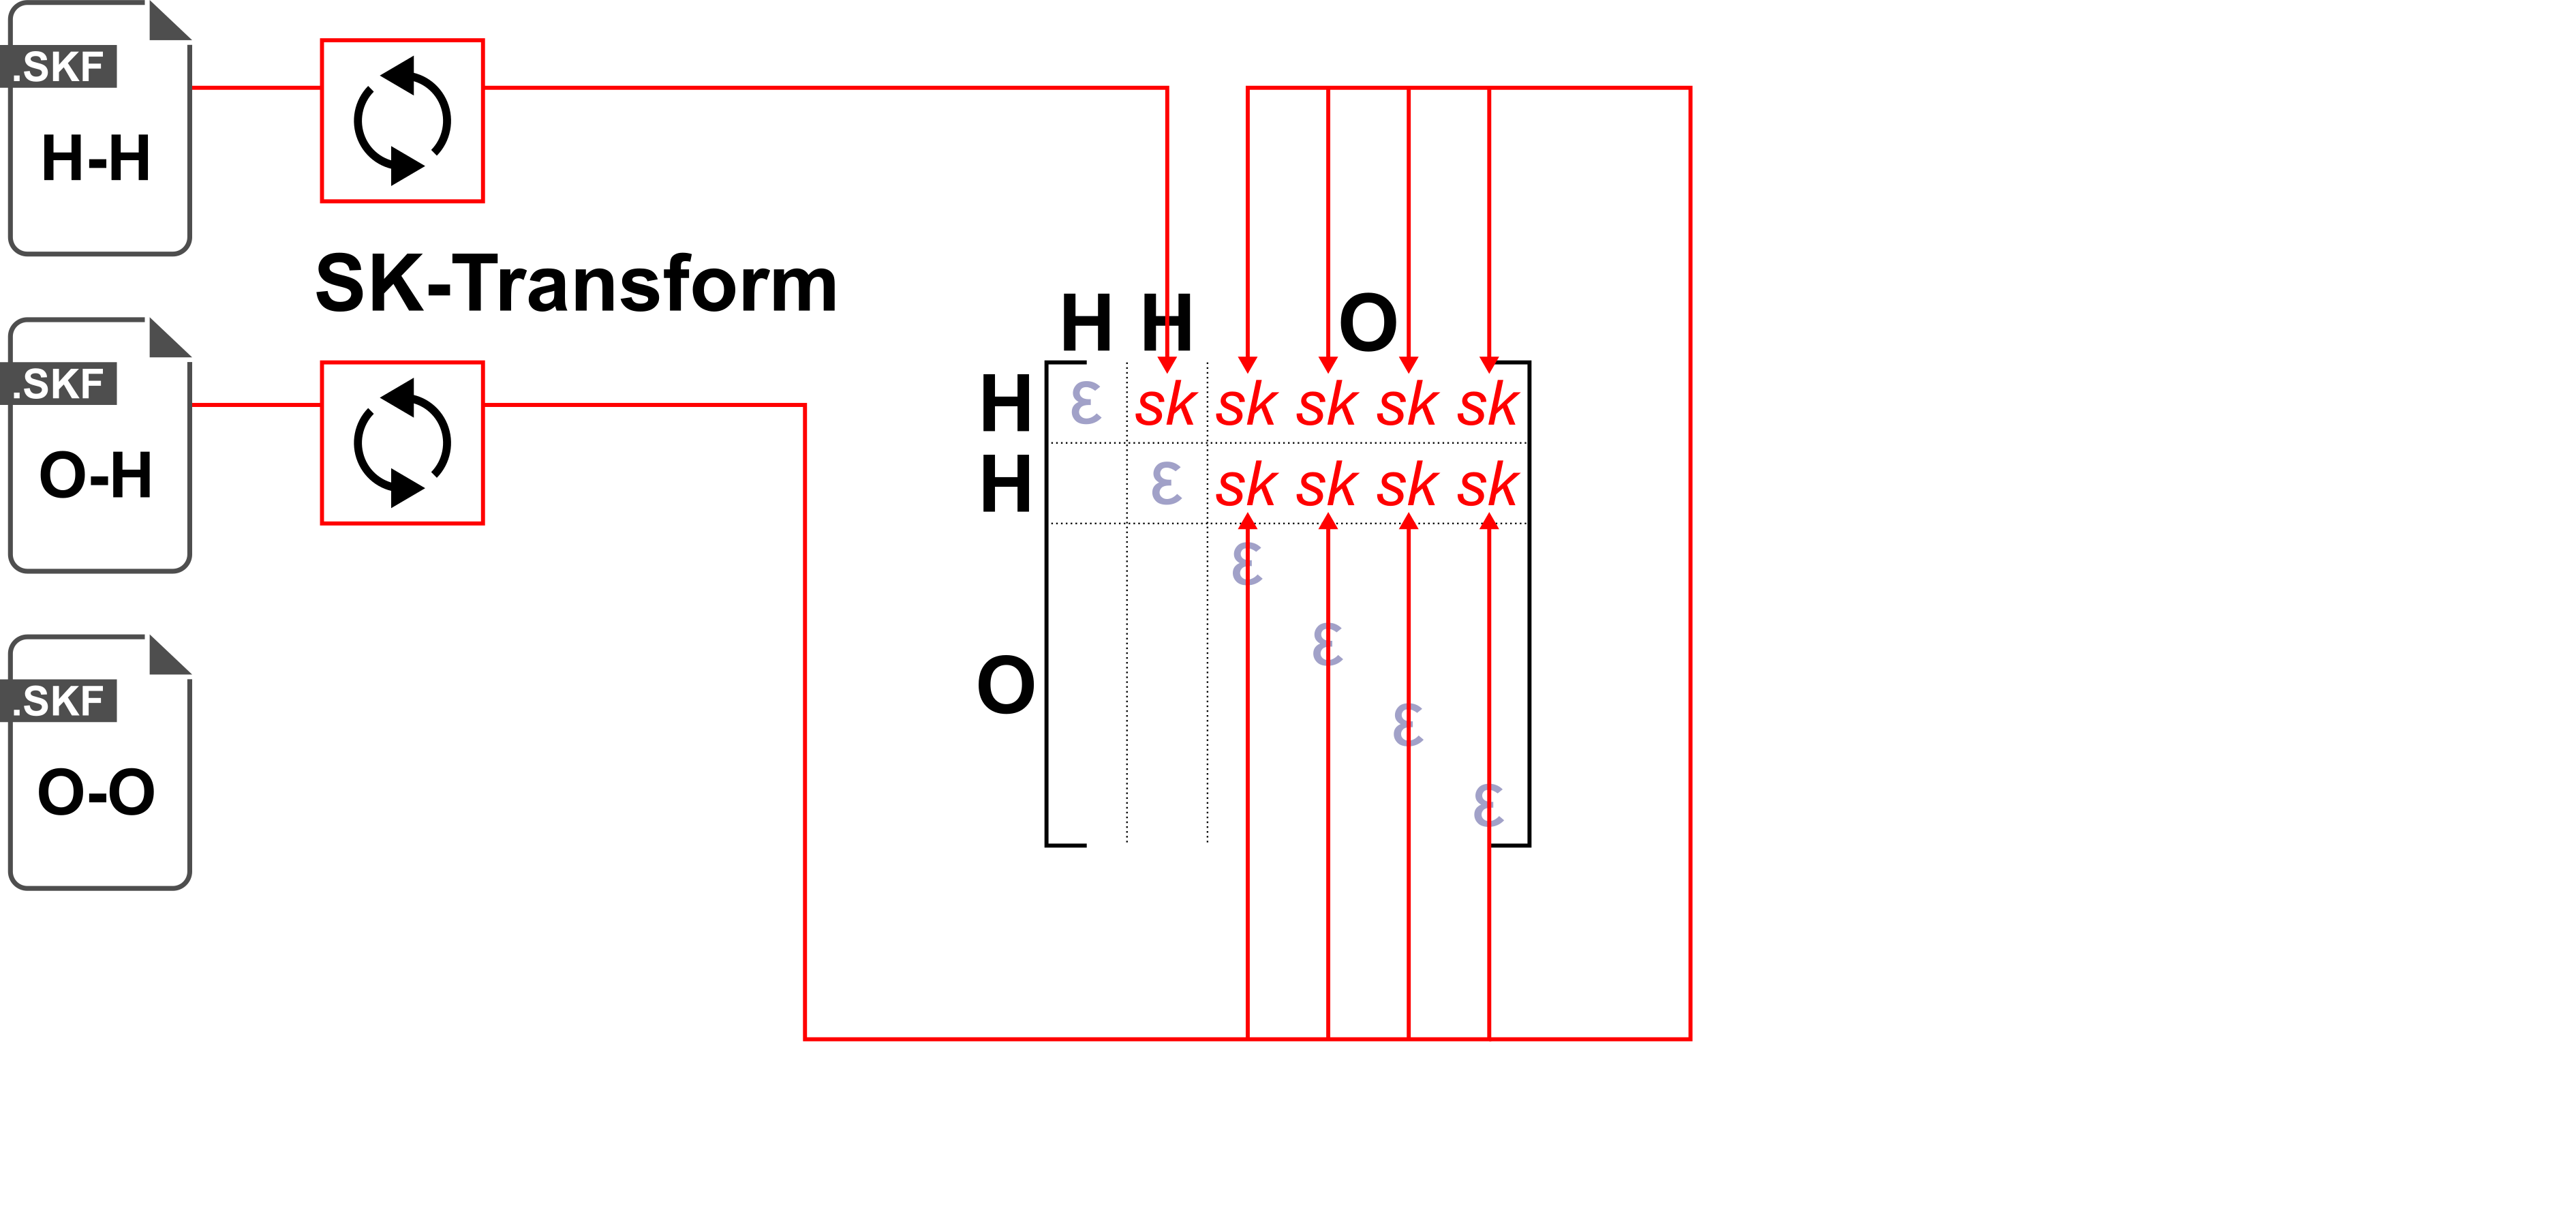 .SKF
H-H
SK-Transform
.SKF
O-H
.SKF
O-O
H H O
H ε sk sk sk sk sk
H ε sk sk sk sk
ε
ε
O
ε
ε